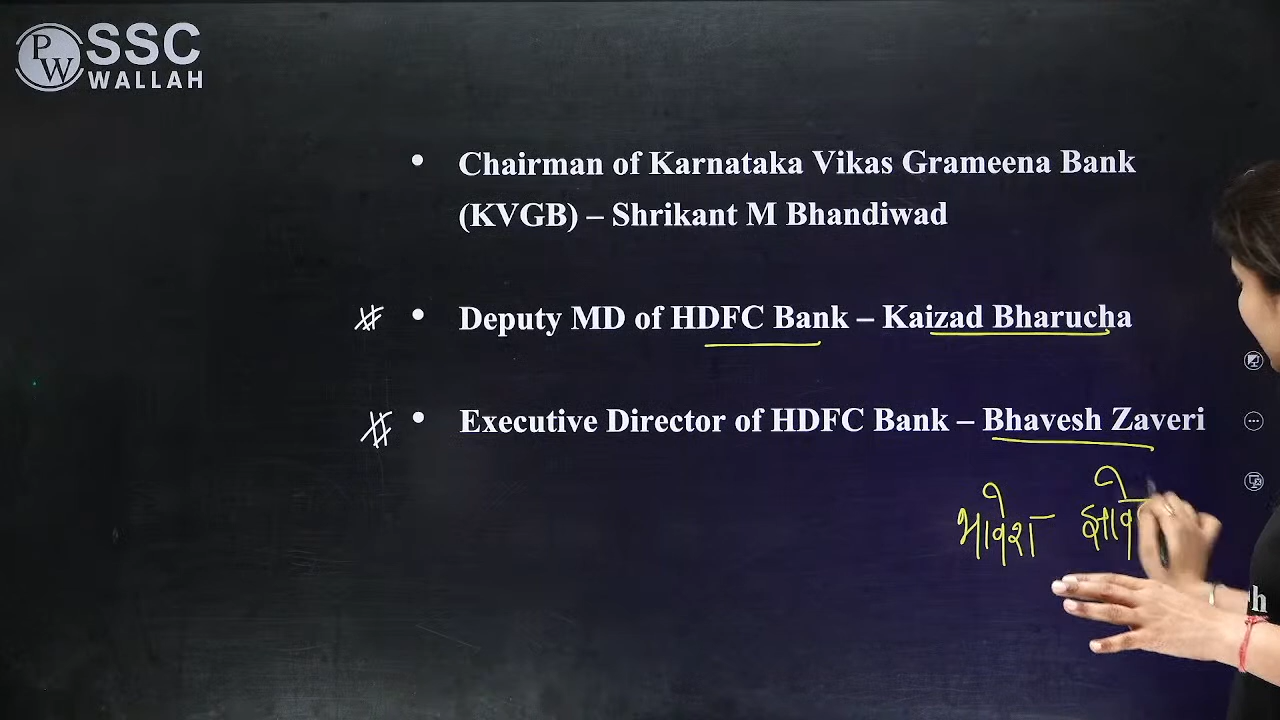 PW SSC
WALLAH
• Chairman of Karnataka Vikas Grameena Bank
(KVGB) – Shrikant M Bhandiwad
• Deputy MD of HDFC Bank – Kaizad Bharucha
• Executive Director of HDFC Bank – Bhavesh Zaveri
भावेश
h